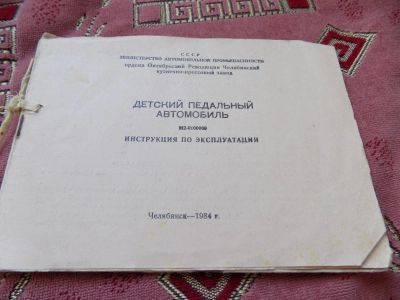 СССР
МИНИСТЕРСТВО АВТОМОБИЛЬНОЙ ПРОМЫШЛЕННОСТИ
ордена Октябрьской Революции Челябинский
кузнечно-прессовый завод
ДЕТСКИЙ ПЕДАЛЬНЫЙ
АВТОМОБИЛЬ
ИНСТРУКЦИЯ ПО ЭКСПЛУАТАЦИИ
Челябинск—1984 г.